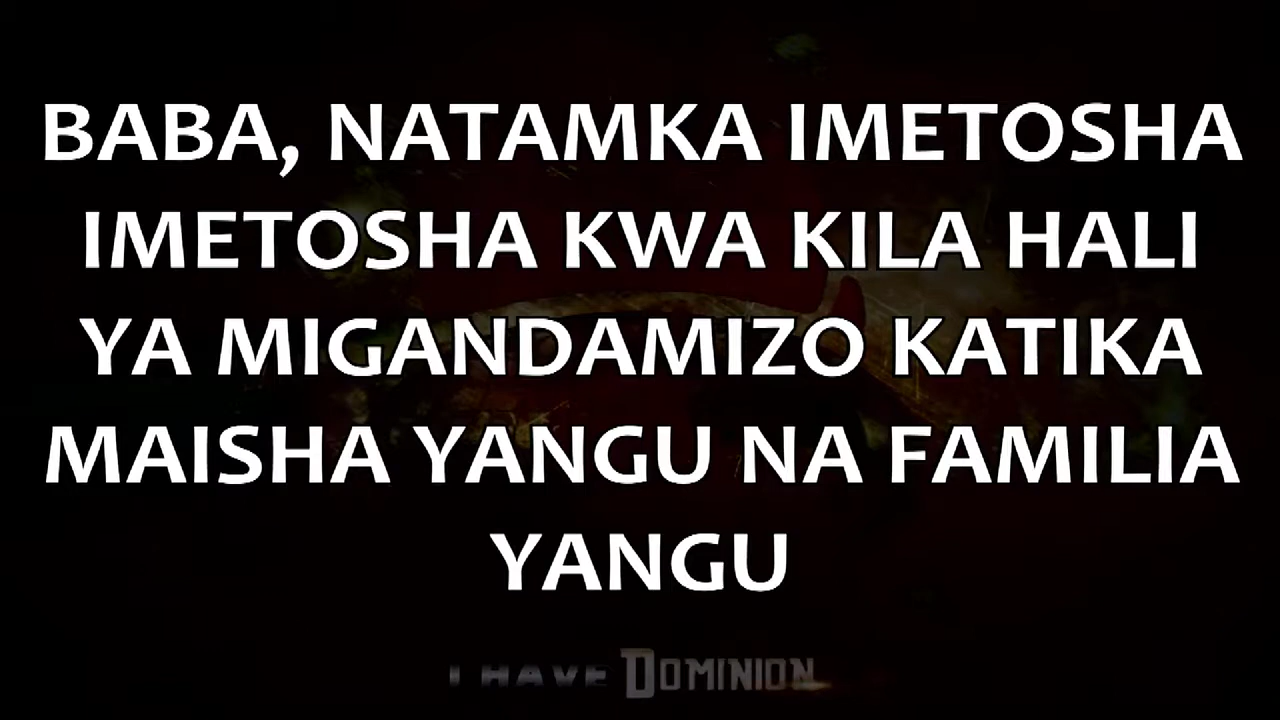 BABA, NATAMKA IMETOSHA
IMETOSHA KWA KILA HALI
YA MIGANDAMIZO KATIKA
MAISHA YANGU NA FAMILIA
YANGU
I HAVE DOMINION